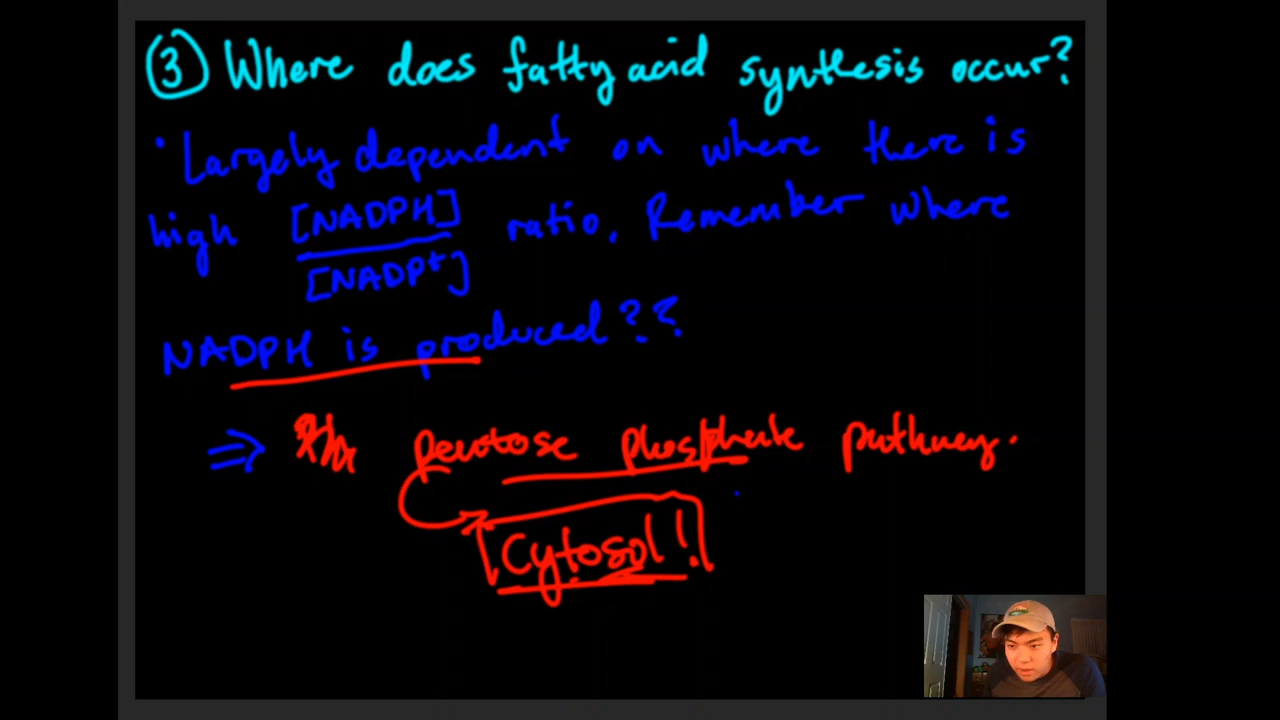 ③ Where does fatty acid synthesis occur?
· Largely dependent on where there is
high [NADPH] ratio. Remember where
[NADP+]
NADPH is produced??
⇒ pentose phosphate pathway.
Cytosol!